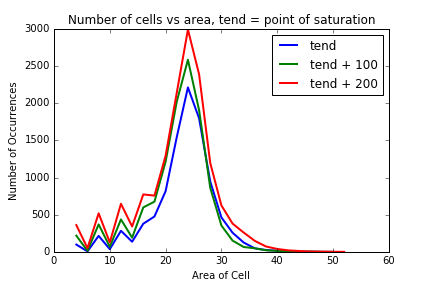 Number of cells vs area, tend = point of saturation
3000
2500
2000
1500
1000
500
0
Number of Occurrences
tend
tend + 100
tend + 200
0 10 20 30 40 50 60
Area of Cell